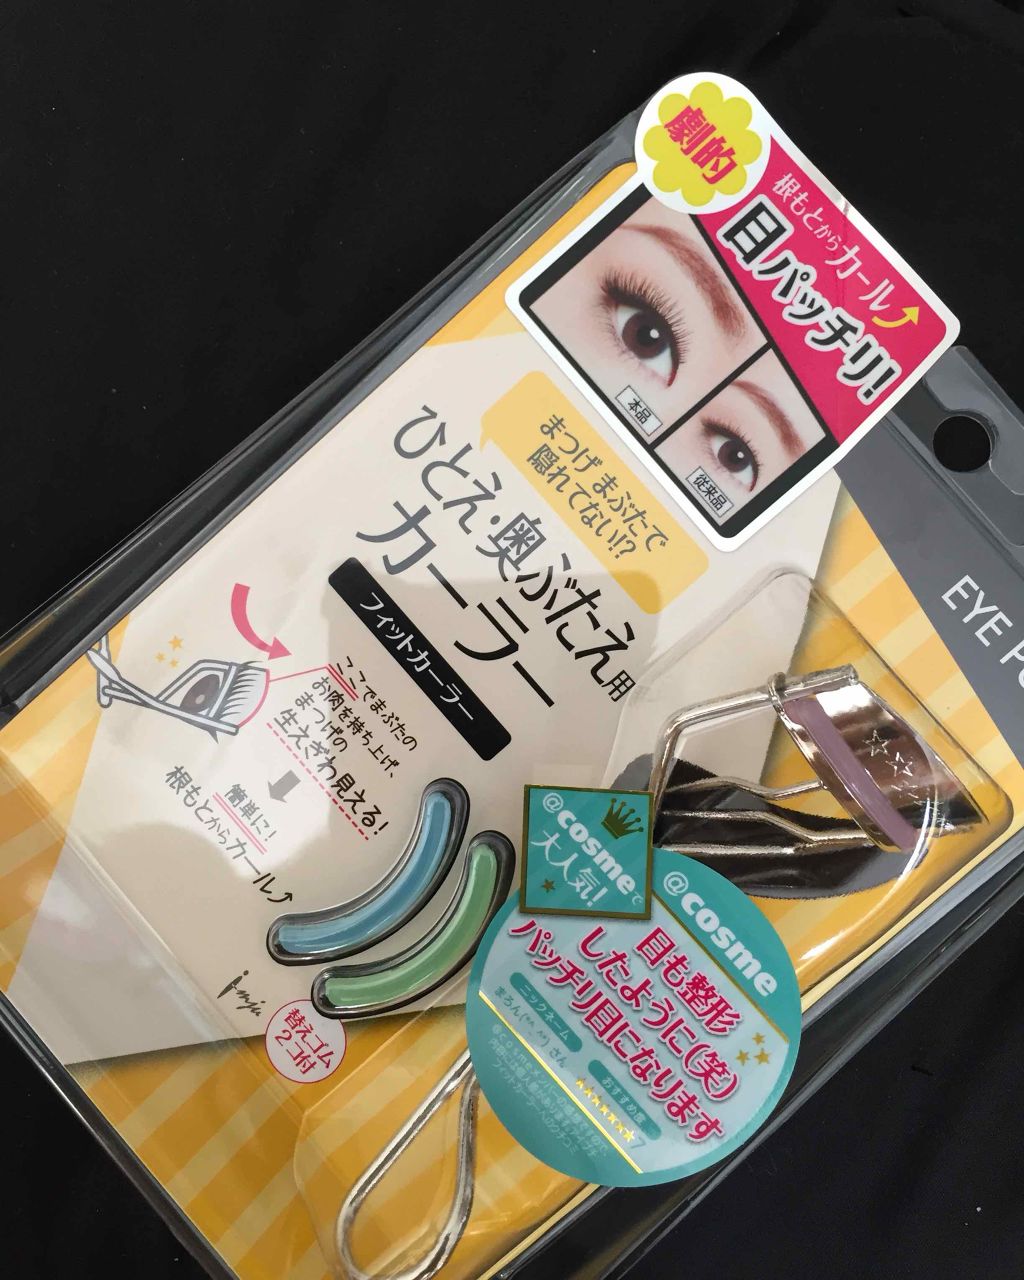 劇的
根もとからカール
目パッチリ!
本品
従来品
EYE
まつげ まぶたで
隠れてない!?
ひとえ・奥ぶたえ用
カーラー
フィットカーラー
ここでまぶたの
お肉を持ち上げ、
まつげの
生えぎわ見える!
簡単に!
根もとからカール
替えゴム
2コ付
@cosmeで
大人気!
@cosme
目も整形
したように(笑)
パッチリ目になります
ニックネーム
まろん(*^_^*)さん
おすすめ度